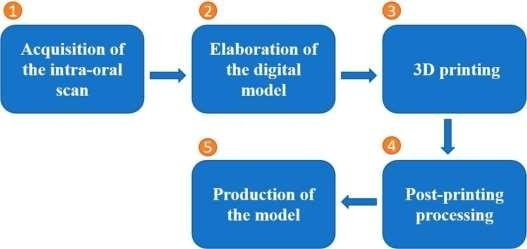 1
Acquisition of
the intra-oral
scan
2
Elaboration of
the digital
model
3
3D printing
4
Post-printing
processing
5
Production of
the model